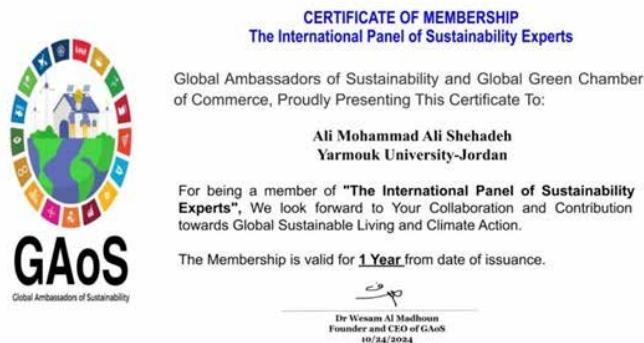 CERTIFICATE OF MEMBERSHIP
The International Panel of Sustainability Experts
Global Ambassadors of Sustainability and Global Green Chamber
of Commerce, Proudly Presenting This Certificate To:
Ali Mohammad Ali Shehadeh
Yarmouk University-Jordan
For being a member of "The International Panel of Sustainability
Experts", We look forward to Your Collaboration and Contribution
towards Global Sustainable Living and Climate Action.
The Membership is valid for 1 Year from date of issuance.
GAoS
Global Ambassadors of Sustainability
Dr Wesam Al Madhoun
Founder and CEO of GAoS
10/24/2024